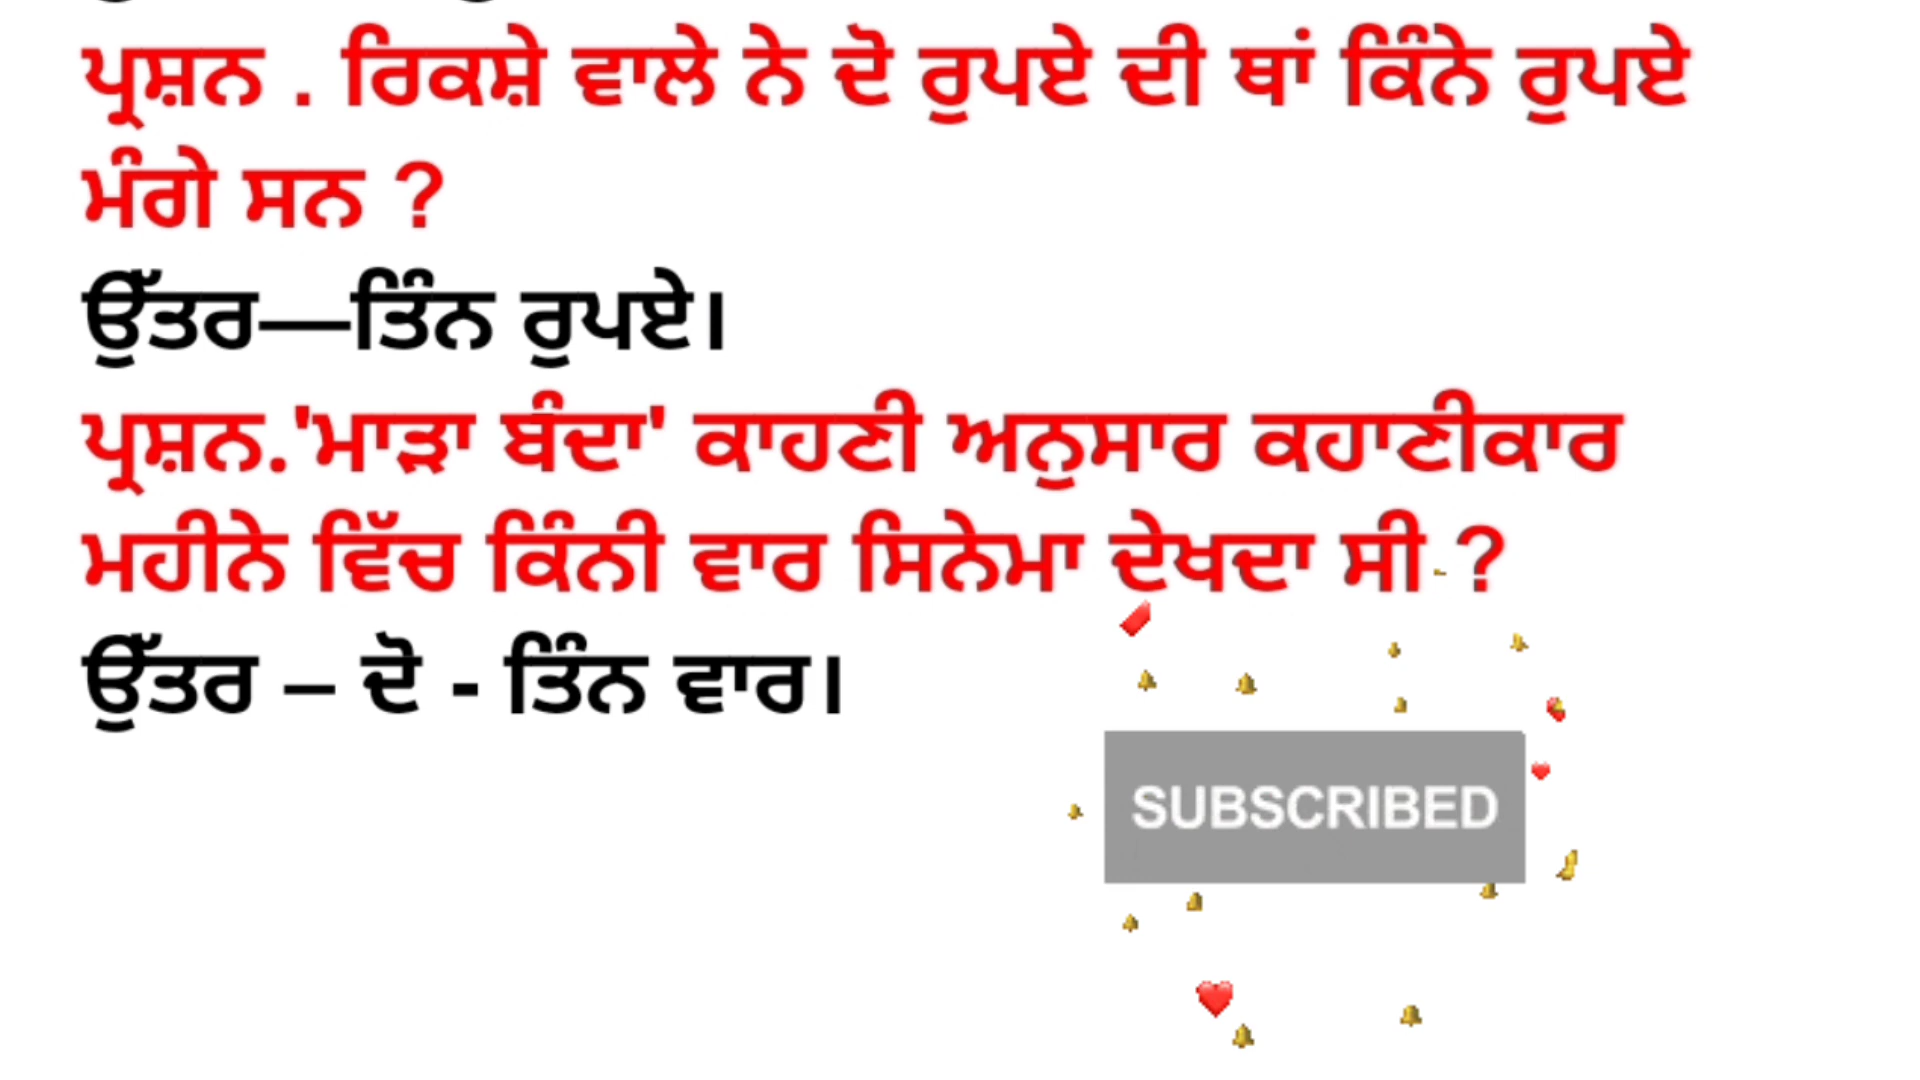 ਪ੍ਰਸ਼ਨ . ਰਿਕਸ਼ੇ ਵਾਲੇ ਨੇ ਦੋ ਰੁਪਏ ਦੀ ਥਾਂ ਕਿੰਨੇ ਰੁਪਏ
ਮੰਗੇ ਸਨ ?
ਉੱਤਰ—ਤਿੰਨ ਰੁਪਏ।
ਪ੍ਰਸ਼ਨ.'ਮਾੜਾ ਬੰਦਾ' ਕਾਹਣੀ ਅਨੁਸਾਰ ਕਹਾਣੀਕਾਰ
ਮਹੀਨੇ ਵਿੱਚ ਕਿੰਨੀ ਵਾਰ ਸਿਨੇਮਾ ਦੇਖਦਾ ਸੀ ?
ਉੱਤਰ – ਦੋ - ਤਿੰਨ ਵਾਰ।
SUBSCRIBED